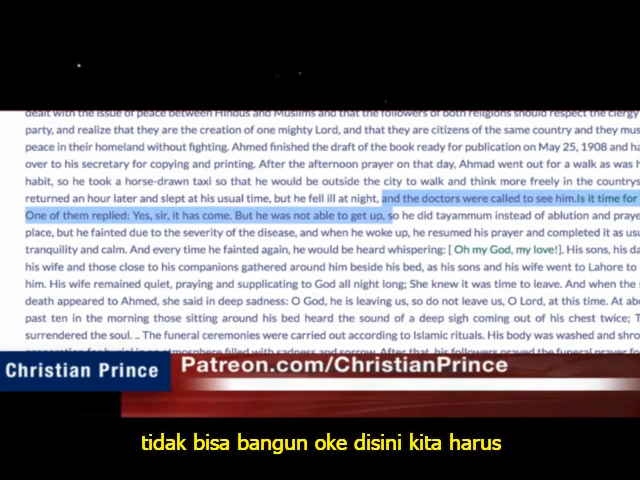 dealt with the issue of peace between Hindus and Muslims and that the followers of both religions should respect the clergy
party, and realize that they are the creation of one mighty Lord, and that they are citizens of the same country and they mus
peace in their homeland without fighting. Ahmed finished the draft of the book ready for publication on May 25, 1908 and ha
over to his secretary for copying and printing. After the afternoon prayer on that day, Ahmad went out for a walk as was h
habit, so he took a horse-drawn taxi so that he would be outside the city to walk and think more freely in the countrys
returned an hour later and slept at his usual time, but he fell ill at night, and the doctors were called to see him.Is it time for
One of them replied: Yes, sir, it has come. But he was not able to get up, so he did tayammum instead of ablution and praye
place, but he fainted due to the severity of the disease, and when he woke up, he resumed his prayer and completed it as usu
tranquility and calm. And every time he fainted again, he would be heard whispering: [ Oh my God, my love!]. His sons, his da
his wife and those close to his companions gathered around him beside his bed, as his sons and his wife went to Lahore to
him. His wife remained quiet, praying and supplicating to God all night long; She knew it was time to leave. And when the s
death appeared to Ahmed, she said in deep sadness: O God, he is leaving us, so do not leave us, O Lord, at this time. At abo
past ten in the morning those sitting around his bed heard the sound of a deep sigh coming out of his chest twice; T
surrendered the soul. .. The funeral ceremonies were carried out according to Islamic rituals. His body was washed and shro
atmosphere filled with sadness and sorrow. After that, his followers prayed the funeral prayer fo
Christian Prince
Patreon.com/ChristianPrince
tidak bisa bangun oke disini kita harus